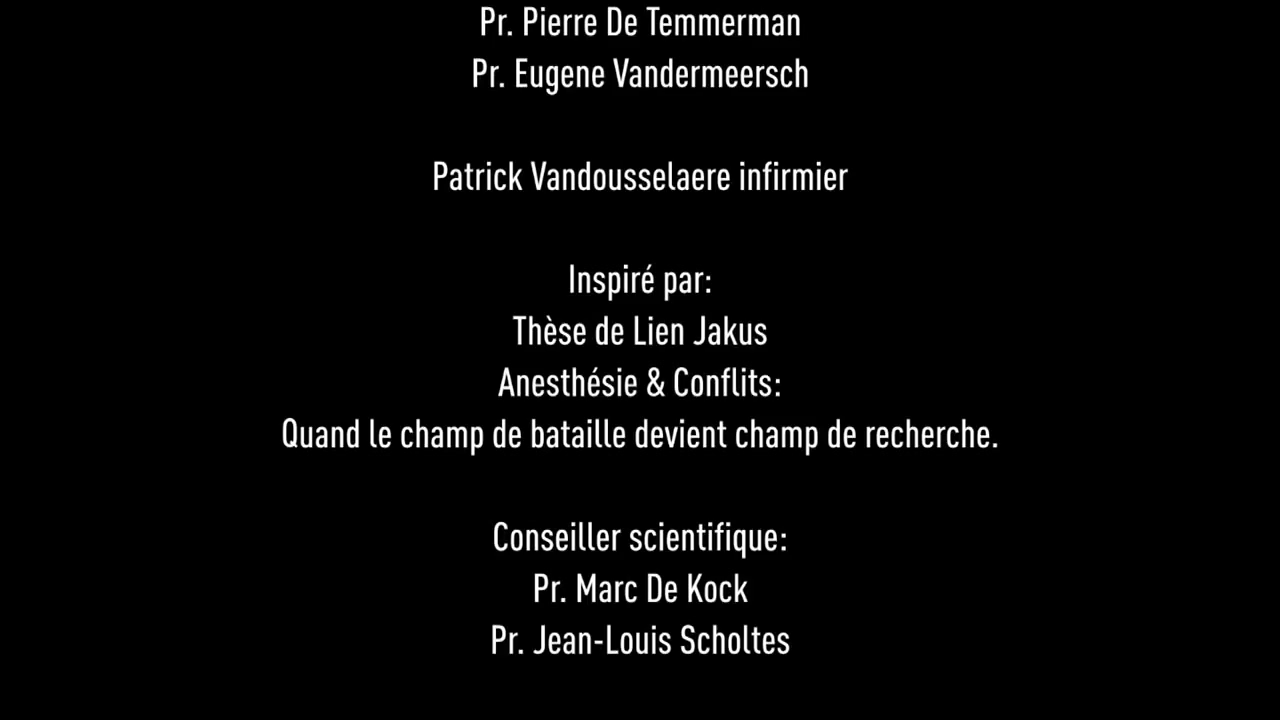 Pr. Pierre De Temmerman
Pr. Eugene Vandermeersch
Patrick Vandousselaere infirmier
Inspiré par:
Thèse de Lien Jakus
Anesthésie & Conflits:
Quand le champ de bataille devient champ de recherche.
Conseiller scientifique:
Pr. Marc De Kock
Pr. Jean-Louis Scholtes